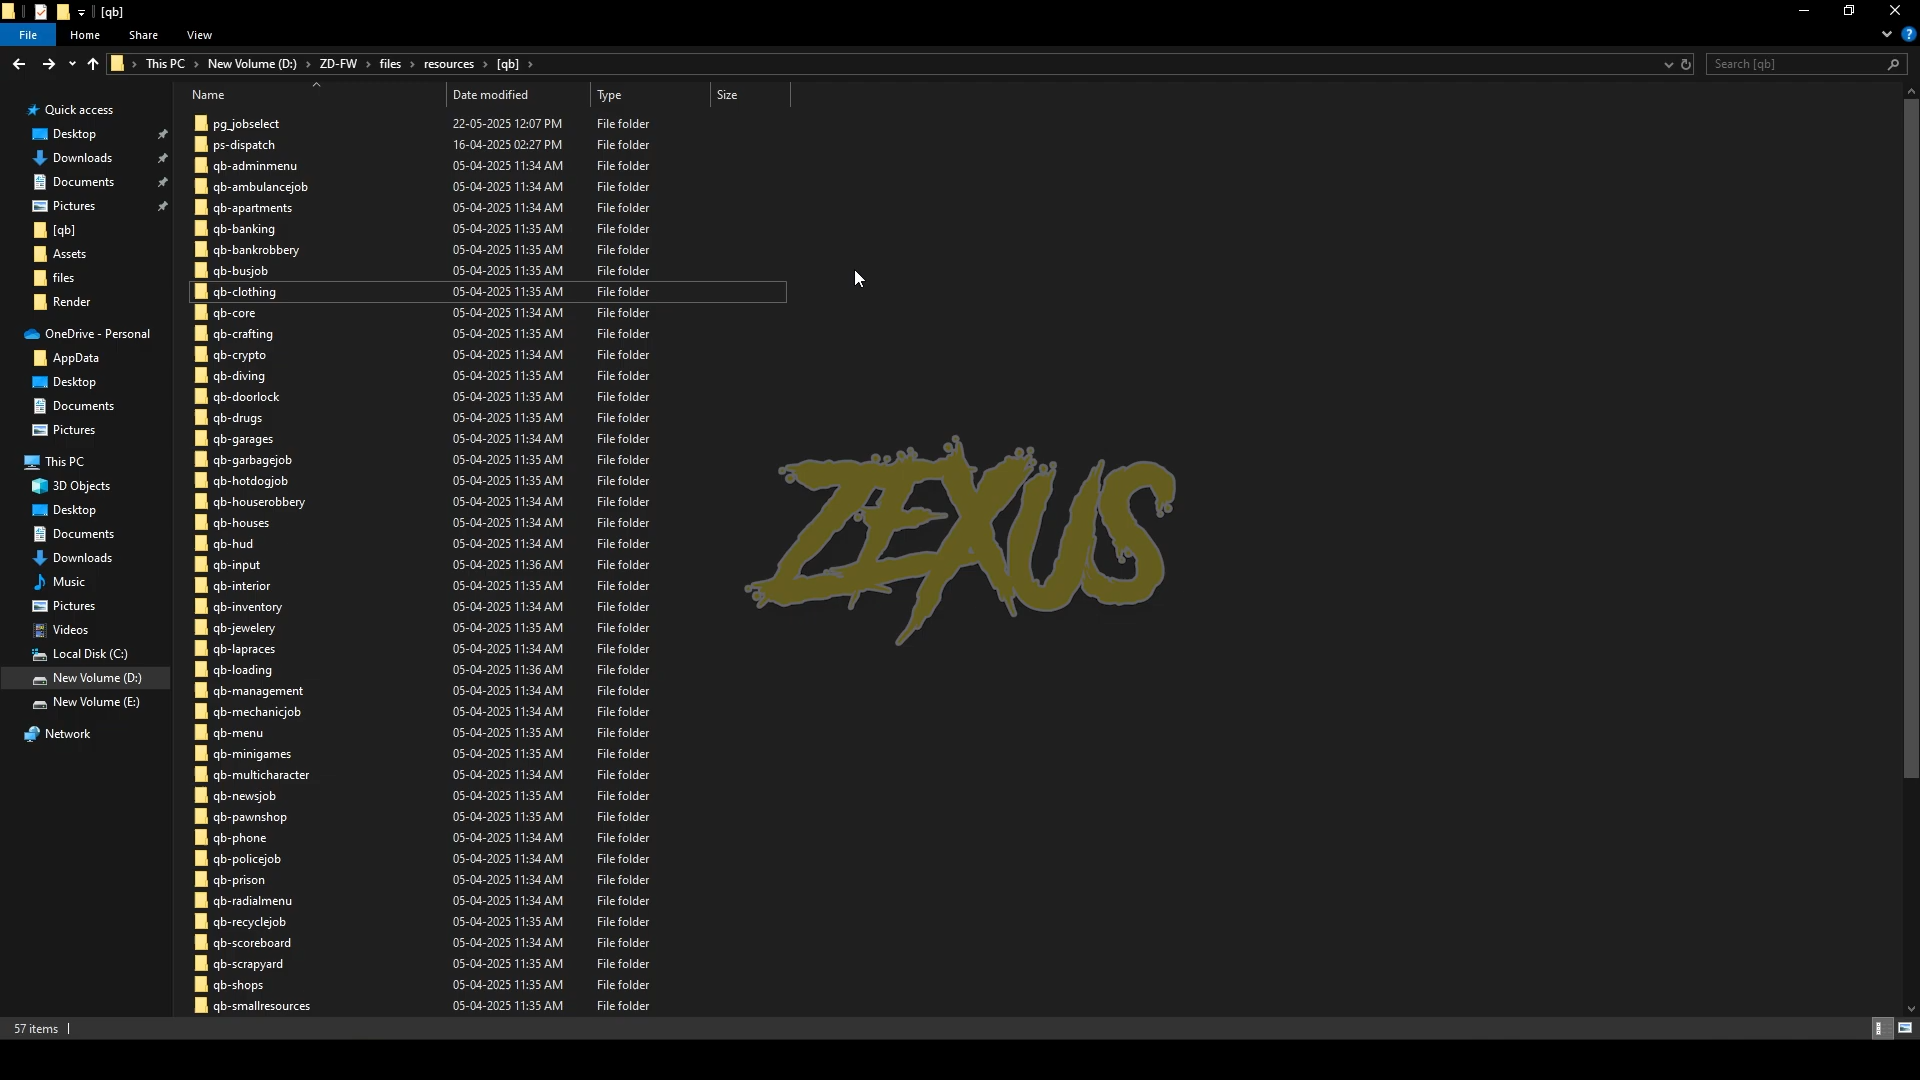 [qb]
File Home Share View
This PC New Volume (D:) ZD-FW files resources [qb]
Search [qb]
Name Date modified Type Size
Quick access
Desktop
Downloads
Documents
Pictures
[qb]
Assets
files
Render
OneDrive - Personal
AppData
Desktop
Documents
Pictures
This PC
3D Objects
Desktop
Documents
Downloads
Music
Pictures
Videos
Local Disk (C:)
New Volume (D:)
New Volume (E:)
Network
pg_jobselect 22-05-2025 12:07 PM File folder
ps-dispatch 16-04-2025 02:27 PM File folder
qb-adminmenu 05-04-2025 11:34 AM File folder
qb-ambulancejob 05-04-2025 11:34 AM File folder
qb-apartments 05-04-2025 11:34 AM File folder
qb-banking 05-04-2025 11:35 AM File folder
qb-bankrobbery 05-04-2025 11:35 AM File folder
qb-busjob 05-04-2025 11:35 AM File folder
qb-clothing 05-04-2025 11:35 AM File folder
qb-core 05-04-2025 11:34 AM File folder
qb-crafting 05-04-2025 11:35 AM File folder
qb-crypto 05-04-2025 11:34 AM File folder
qb-diving 05-04-2025 11:35 AM File folder
qb-doorlock 05-04-2025 11:35 AM File folder
qb-drugs 05-04-2025 11:35 AM File folder
qb-garages 05-04-2025 11:34 AM File folder
qb-garbagejob 05-04-2025 11:35 AM File folder
qb-hotdogjob 05-04-2025 11:35 AM File folder
qb-houserobbery 05-04-2025 11:34 AM File folder
qb-houses 05-04-2025 11:34 AM File folder
qb-hud 05-04-2025 11:34 AM File folder
qb-input 05-04-2025 11:36 AM File folder
qb-interior 05-04-2025 11:35 AM File folder
qb-inventory 05-04-2025 11:34 AM File folder
qb-jewelery 05-04-2025 11:35 AM File folder
qb-lapraces 05-04-2025 11:34 AM File folder
qb-loading 05-04-2025 11:36 AM File folder
qb-management 05-04-2025 11:34 AM File folder
qb-mechanicjob 05-04-2025 11:34 AM File folder
qb-menu 05-04-2025 11:35 AM File folder
qb-minigames 05-04-2025 11:35 AM File folder
qb-multicharacter 05-04-2025 11:34 AM File folder
qb-newsjob 05-04-2025 11:35 AM File folder
qb-pawnshop 05-04-2025 11:35 AM File folder
qb-phone 05-04-2025 11:34 AM File folder
qb-policejob 05-04-2025 11:34 AM File folder
qb-prison 05-04-2025 11:34 AM File folder
qb-radialmenu 05-04-2025 11:34 AM File folder
qb-recyclejob 05-04-2025 11:35 AM File folder
qb-scoreboard 05-04-2025 11:34 AM File folder
qb-scrapyard 05-04-2025 11:35 AM File folder
qb-shops 05-04-2025 11:35 AM File folder
qb-smallresources 05-04-2025 11:35 AM File folder
ZEXUS
57 items